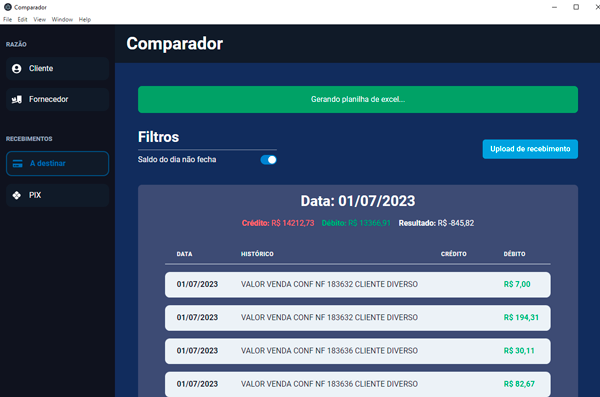 Comparador
File Edit View Window Help
RAZÃO
Cliente
Fornecedor
RECEBIMENTOS
A destinar
PIX
Comparador
Gerando planilha de excel...
Filtros
Saldo do dia não fecha
Upload de recebimento
Data: 01/07/2023
Crédito: R$ 14212,73 Débito: R$ 13366,91 Resultado: R$ -845,82
DATA HISTÓRICO CRÉDITO DÉBITO
01/07/2023 VALOR VENDA CONF NF 183632 CLIENTE DIVERSO R$ 7,00
01/07/2023 VALOR VENDA CONF NF 183632 CLIENTE DIVERSO R$ 194,31
01/07/2023 VALOR VENDA CONF NF 183636 CLIENTE DIVERSO R$ 30,11
01/07/2023 VALOR VENDA CONF NF 183636 CLIENTE DIVERSO R$ 82,67